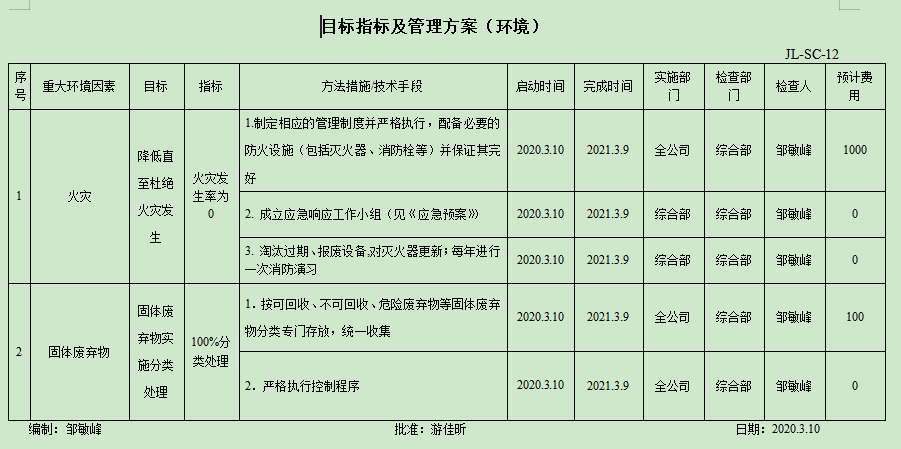 目标指标及管理方案（环境）
JL-SC-12
序号 重大环境因素 目标 指标 方法措施/技术手段 启动时间 完成时间 实施部门 检查部门 检查人 预计费用
1 火灾 降低直至杜绝火灾发生 火灾发生率为0
1.制定相应的管理制度并严格执行，配备必要的
防火设施（包括灭火器、消防栓等）并保证其完
好
2020.3.10 2021.3.9 全公司 综合部 邹敏峰 1000
2. 成立应急响应工作小组（见《应急预案》） 2020.3.10 2021.3.9 综合部 综合部 邹敏峰 0
3. 淘汰过期、报废设备,对灭火器更新；每年进行
一次消防演习
2020.3.10 2021.3.9 综合部 综合部 邹敏峰 0
2 固体废弃物 固体废弃物实施分类处理 100%分类处理
1．按可回收、不可回收、危险废弃物等固体废弃
物分类专门存放，统一收集
2020.3.10 2021.3.9 全公司 综合部 邹敏峰 100
2．严格执行控制程序 2020.3.10 2021.3.9 全公司 综合部 邹敏峰 0
编制：邹敏峰 批准：游佳昕 日期：2020.3.10